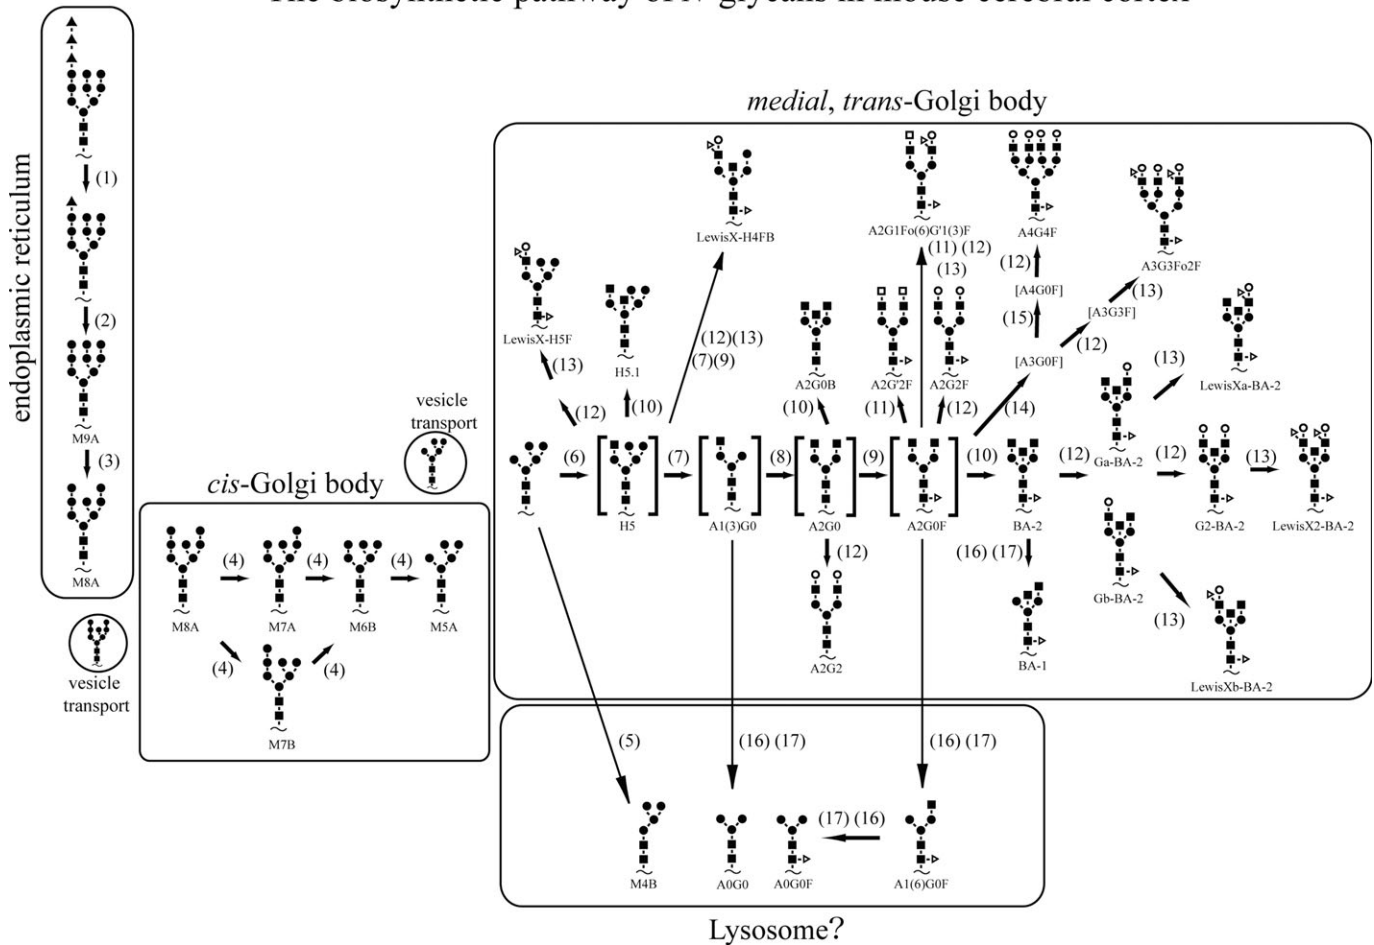 The biosynthetic pathway of N-glycans in mouse cerebral cortex
endoplasmic reticulum
(1)
(2)
M9A
(3)
M8A
vesicle
transport
cis-Golgi body
vesicle
transport
M8A
(4)
M7A
(4)
M6B
(4)
M5A
(4)
M7B
(4)
medial, trans-Golgi body
LewisX-H4FB
A2G1Fo(6)G'1(3)F
A4G4F
A3G3Fo2F
(11) (12)
(13)
(12)
[A4G0F]
(13)
[A3G3F]
LewisX-H5F
(15)
(12)
(13)
H5.1
(12)(13)
(7)(9)
A2G0B
A2G'2F
A2G2F
[A3G0F]
(13)
LewisXa-BA-2
(12)
(10)
(10)
(11)
(12)
(14)
Ga-BA-2
(6)
(7)
(8)
(9)
(10)
(12)
(12)
(13)
H5
A1(3)G0
A2G0
A2G0F
BA-2
G2-BA-2
LewisX2-BA-2
(12)
(16) (17)
Gb-BA-2
(13)
A2G2
BA-1
LewisXb-BA-2
(5)
(16) (17)
(16) (17)
(17) (16)
M4B
A0G0
A0G0F
A1(6)G0F
Lysosome?